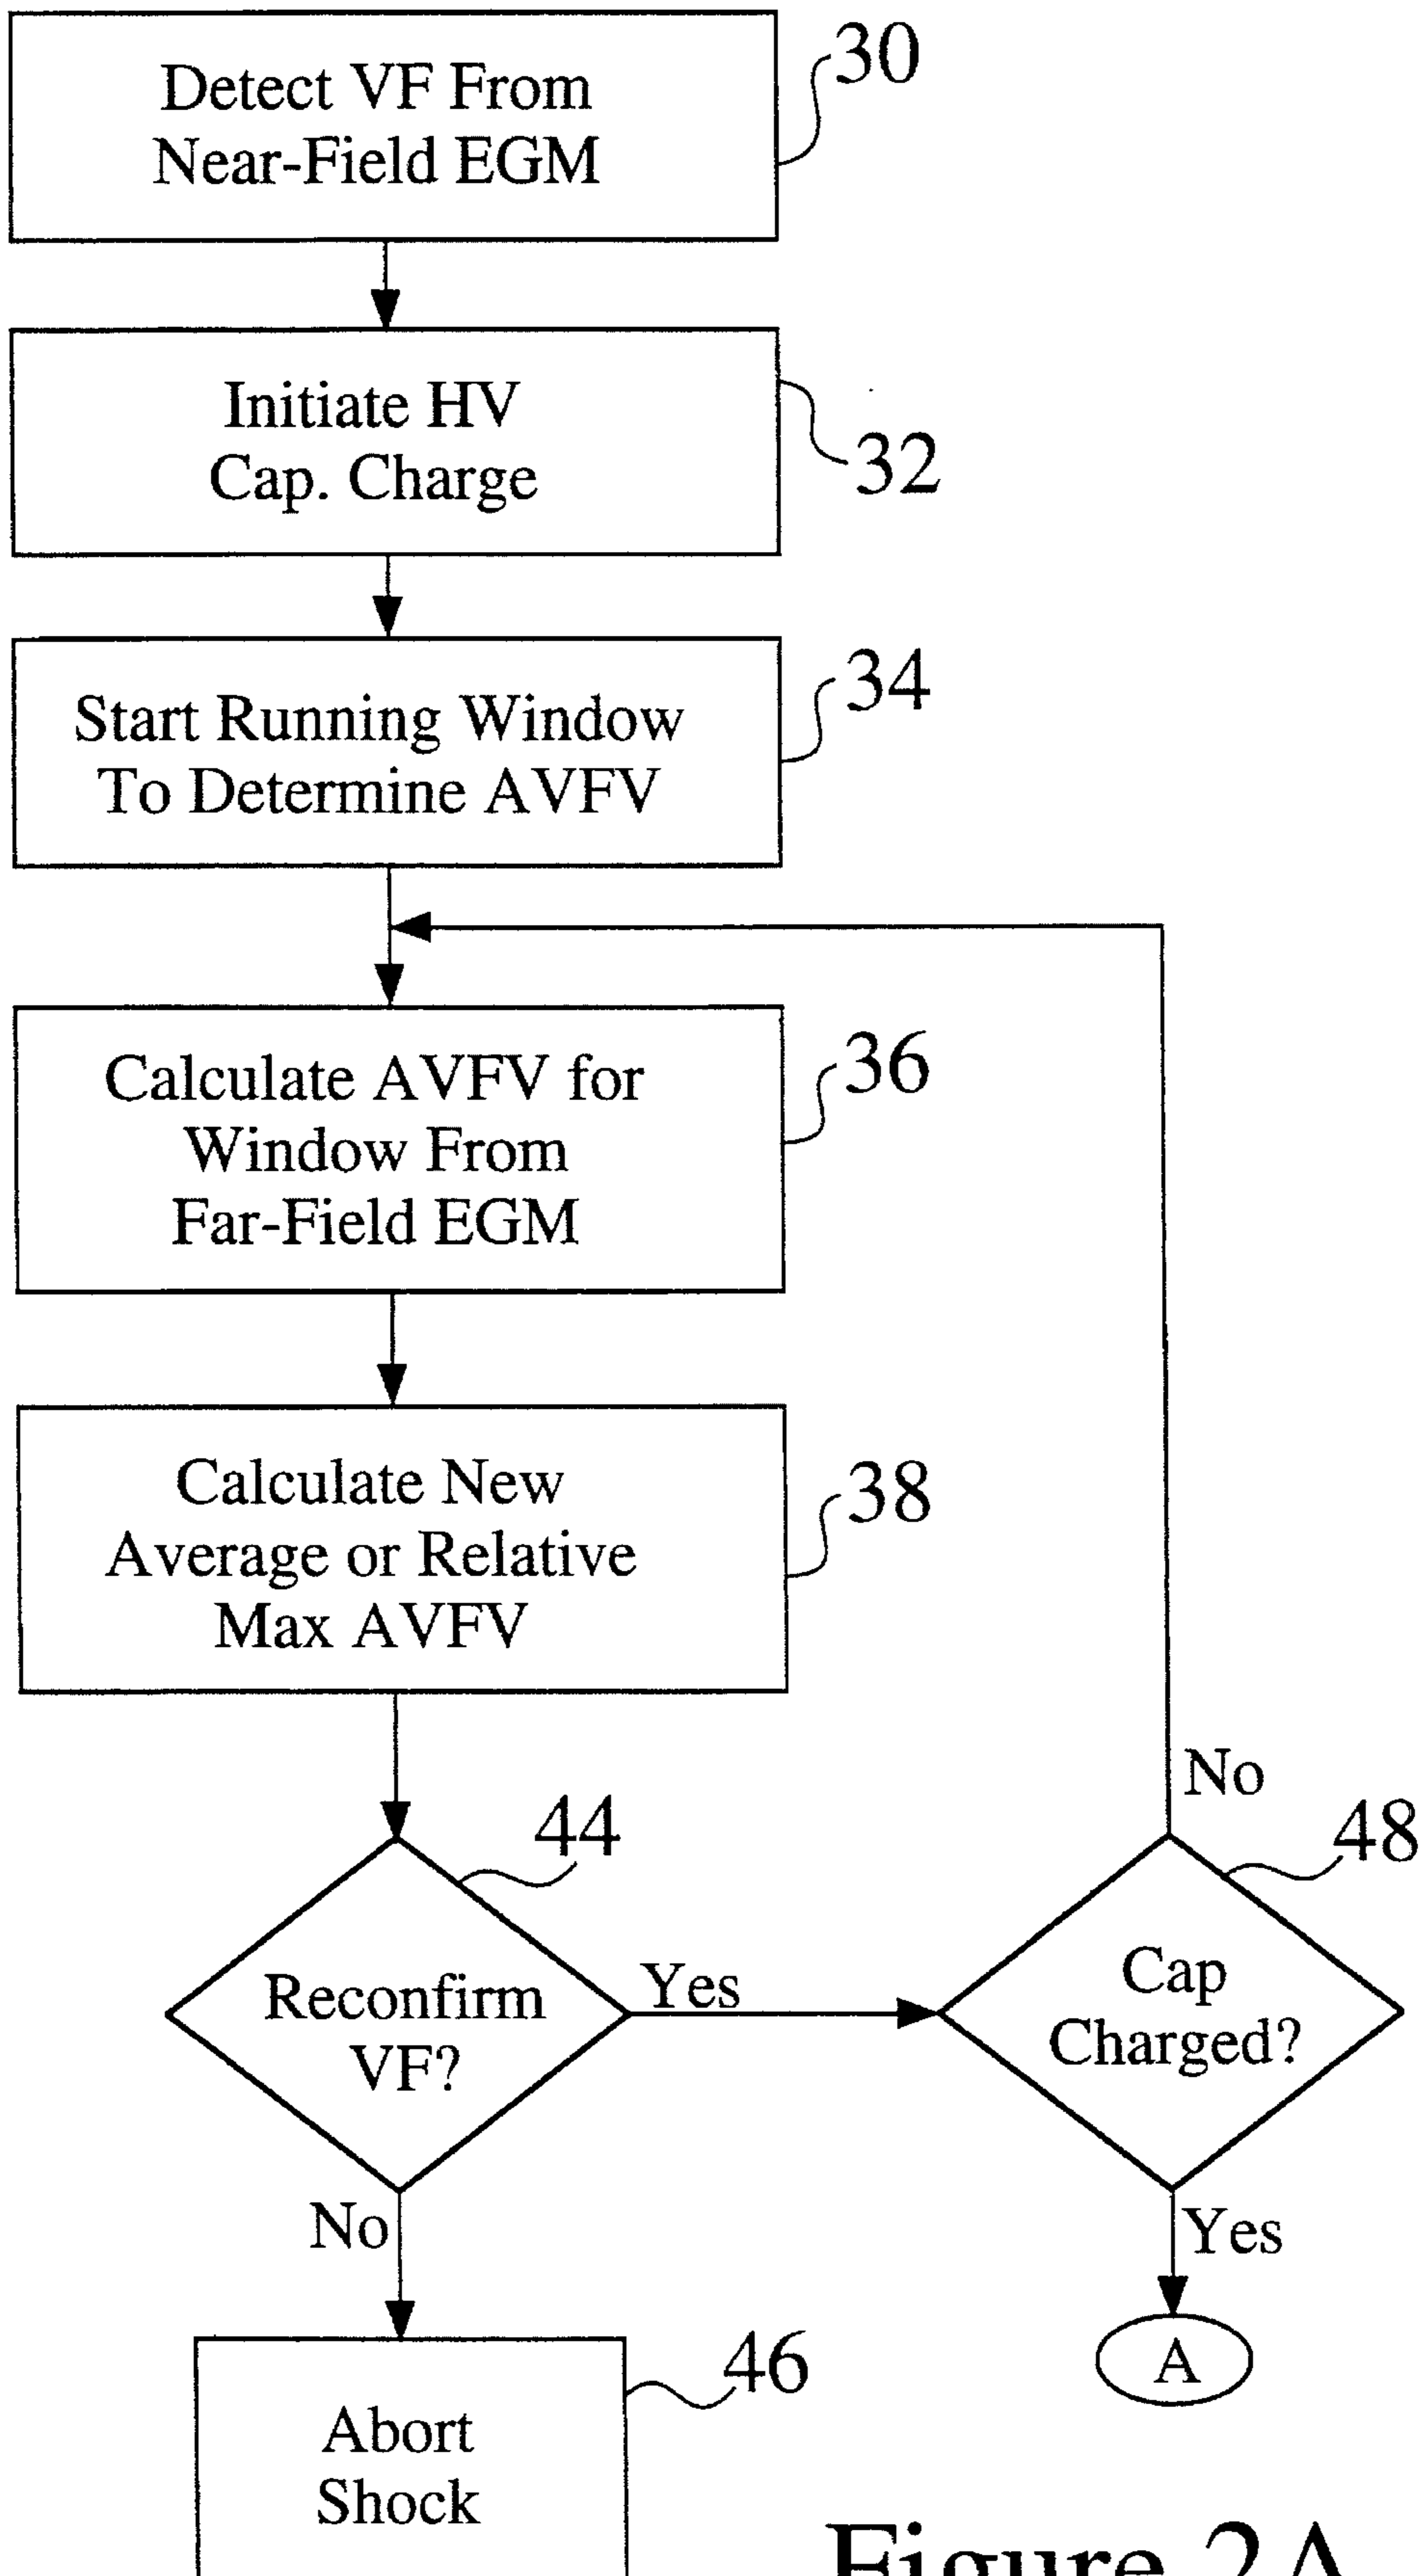 Detect VF From
Near-Field EGM
30
Initiate HV
Cap. Charge
32
Start Running Window
To Determine AVFV
34
Calculate AVFV for
Window From
Far-Field EGM
36
Calculate New
Average or Relative
Max AVFV
38
44
Reconfirm
VF?
Yes
No
48
Cap
Charged?
No
Yes
A
46
Abort
Shock
Figure 2A